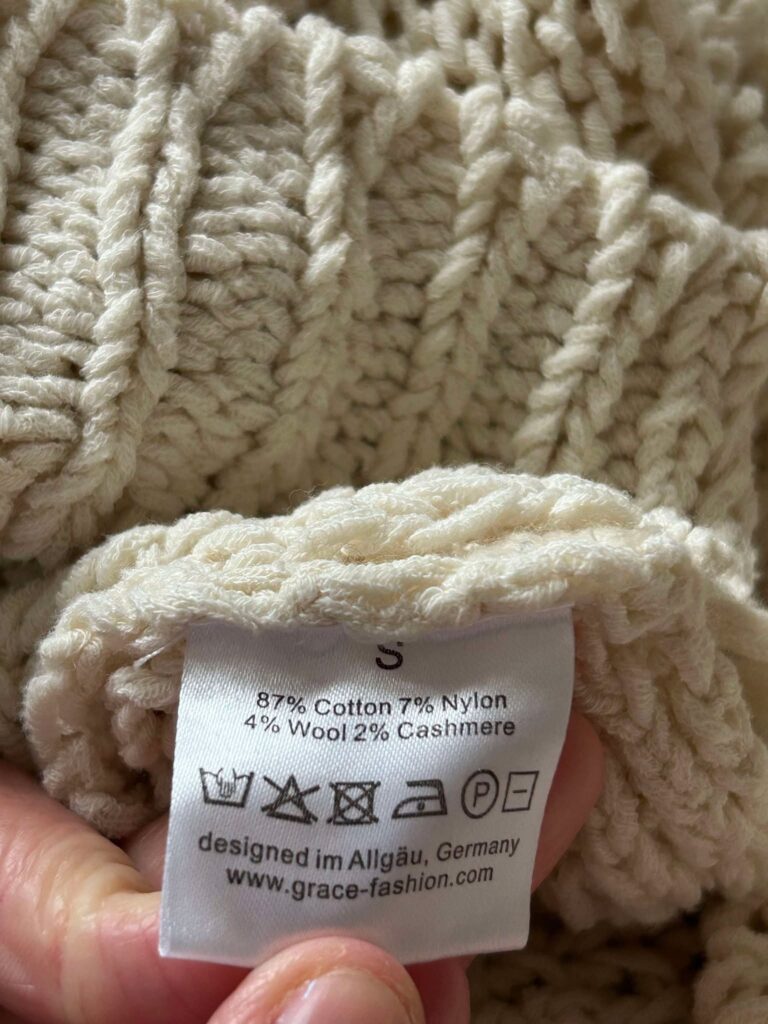 S
87% Cotton 7% Nylon
4% Wool 2% Cashmere
P
designed im Allgäu, Germany
www.grace-fashion.com